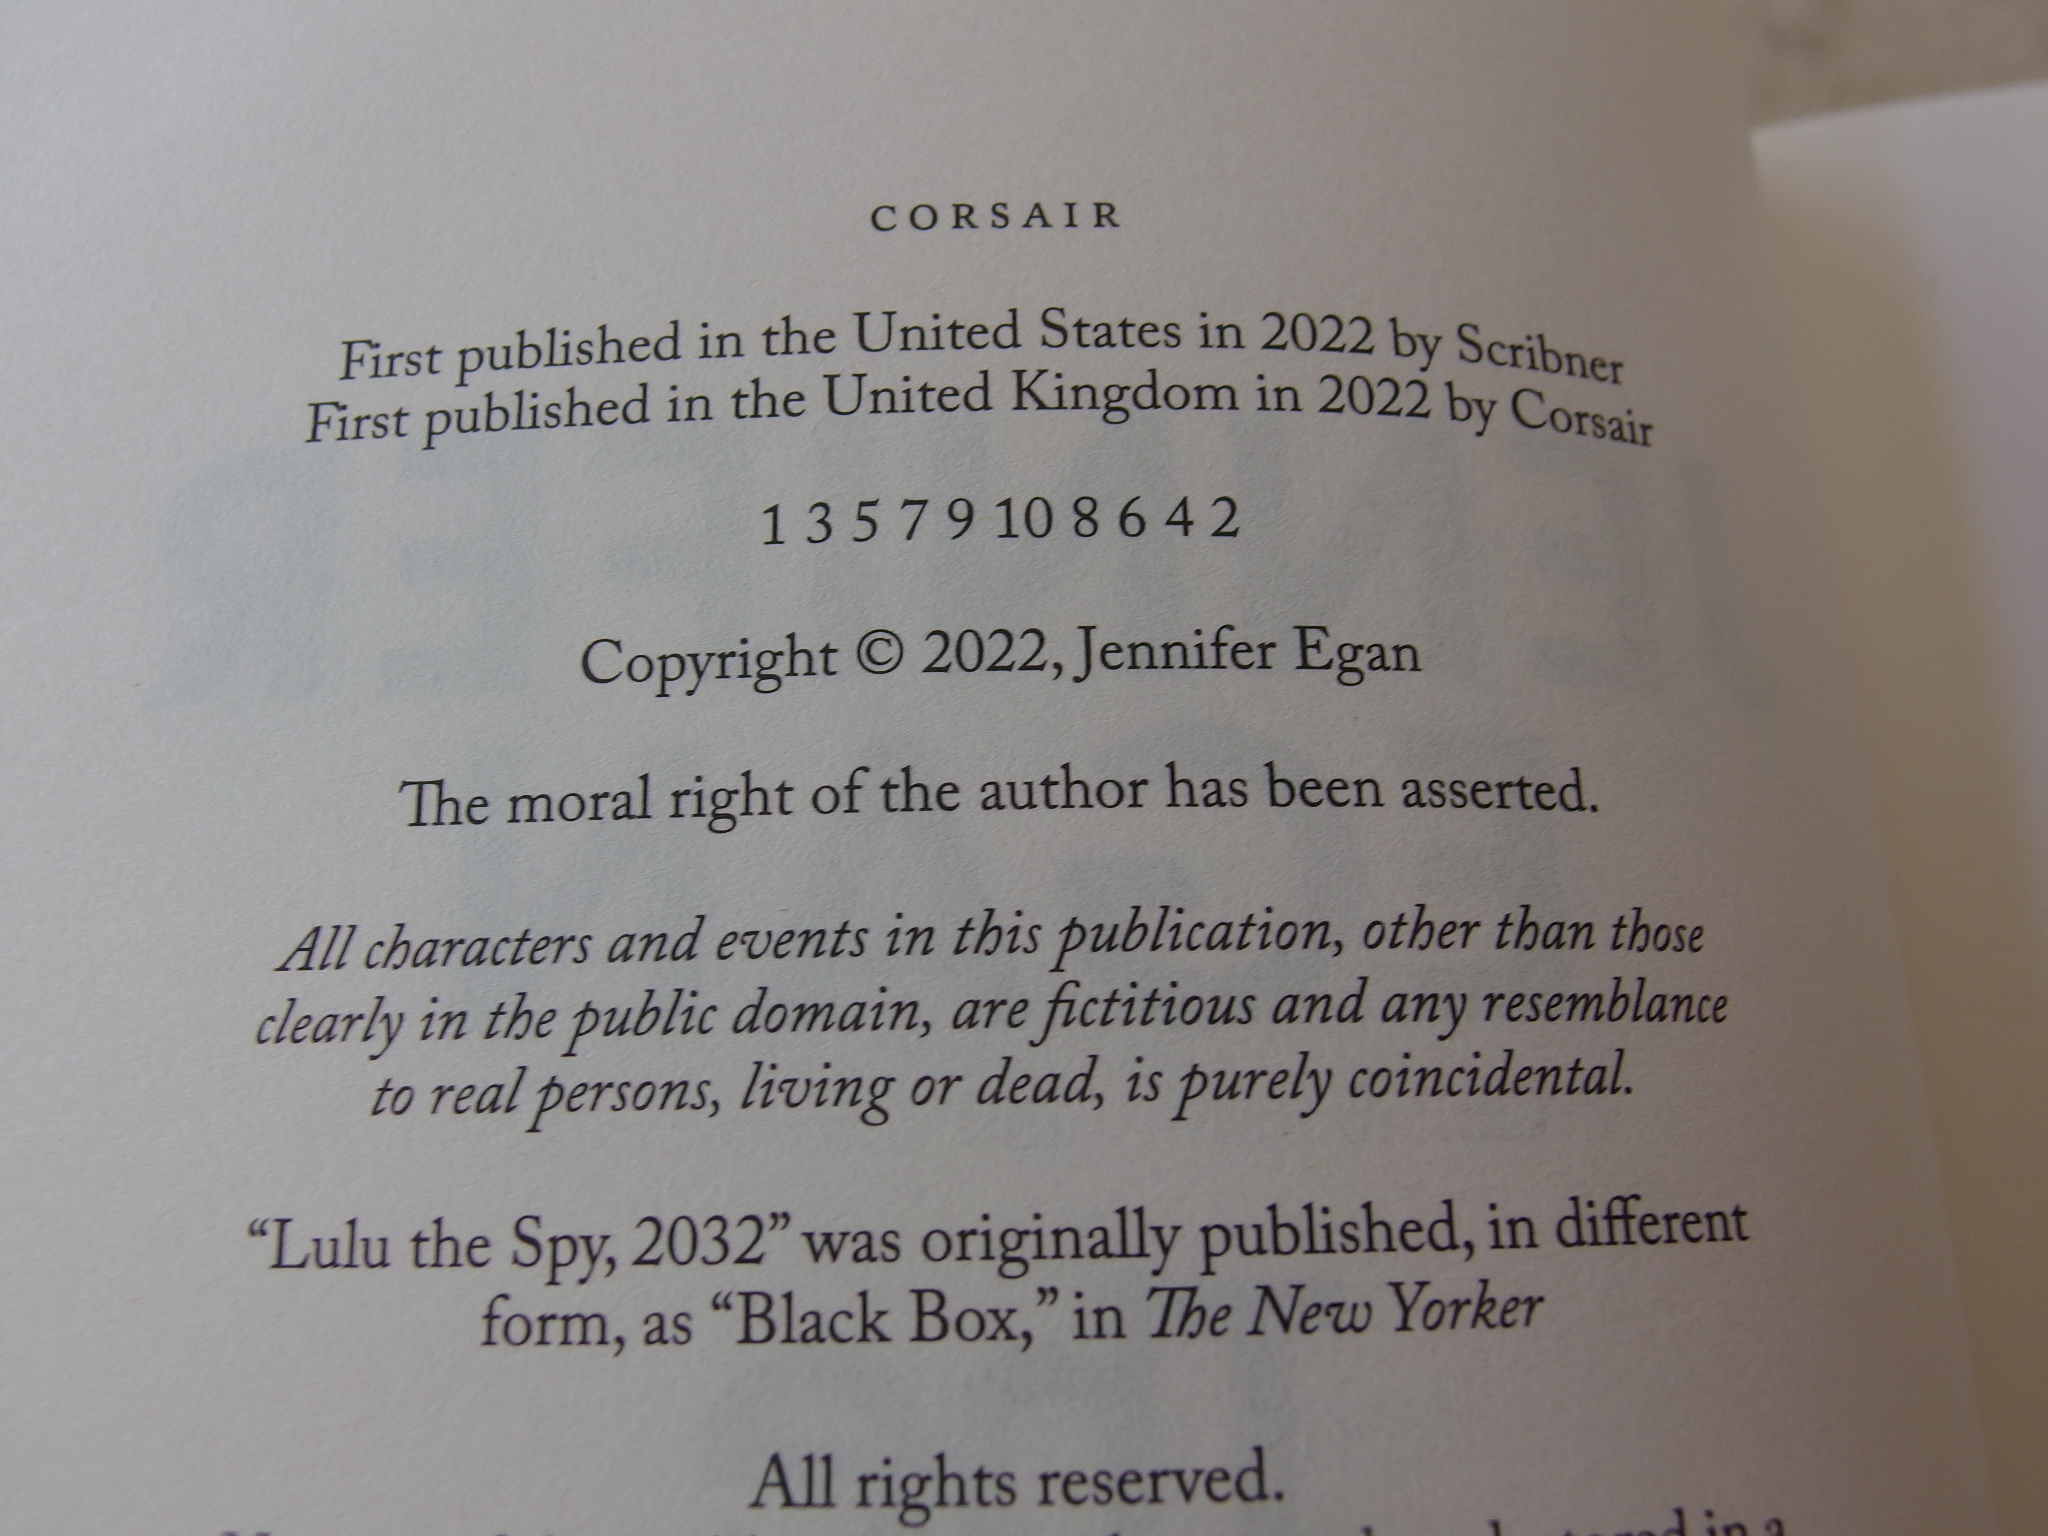 CORSAIR
First published in the United States in 2022 by Scribner
First published in the United Kingdom in 2022 by Corsair
1 3 5 7 9 10 8 6 4 2
Copyright © 2022, Jennifer Egan
The moral right of the author has been asserted.
All characters and events in this publication, other than those
clearly in the public domain, are fictitious and any resemblance
to real persons, living or dead, is purely coincidental.
“Lulu the Spy, 2032” was originally published, in different
form, as “Black Box,” in The New Yorker
All rights reserved.
in a